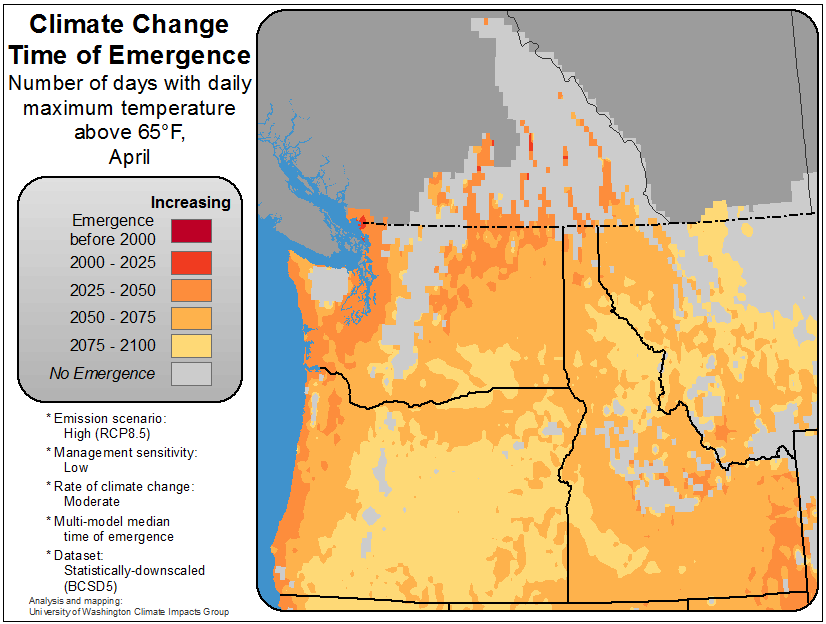 Climate Change
Time of Emergence
Number of days with daily
maximum temperature
above 65°F,
April
Increasing
Emergence
before 2000
2000 - 2025
2025 - 2050
2050 - 2075
2075 - 2100
No Emergence
* Emission scenario:
High (RCP8.5)
* Management sensitivity:
Low
* Rate of climate change:
Moderate
* Multi-model median
time of emergence
* Dataset:
Statistically-downscaled
(BCSD5)
Analysis and mapping:
University of Washington Climate Impacts Group